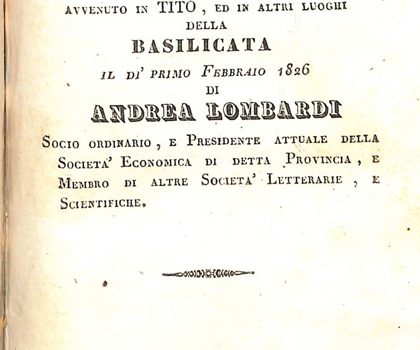 AVVENUTO IN TITO, ED IN ALTRI LUOGHI
DELLA
BASILICATA
IL DI' PRIMO FEBBRAIO 1826
DI
ANDREA LOMBARDI
SOCIO ORDINARIO, E PRESIDENTE ATTUALE DELLA
SOCIETA' ECONOMICA DI DETTA PROVINCIA, E
MEMBRO DI ALTRE SOCIETA' LETTERARIE, E
SCIENTIFICHE.